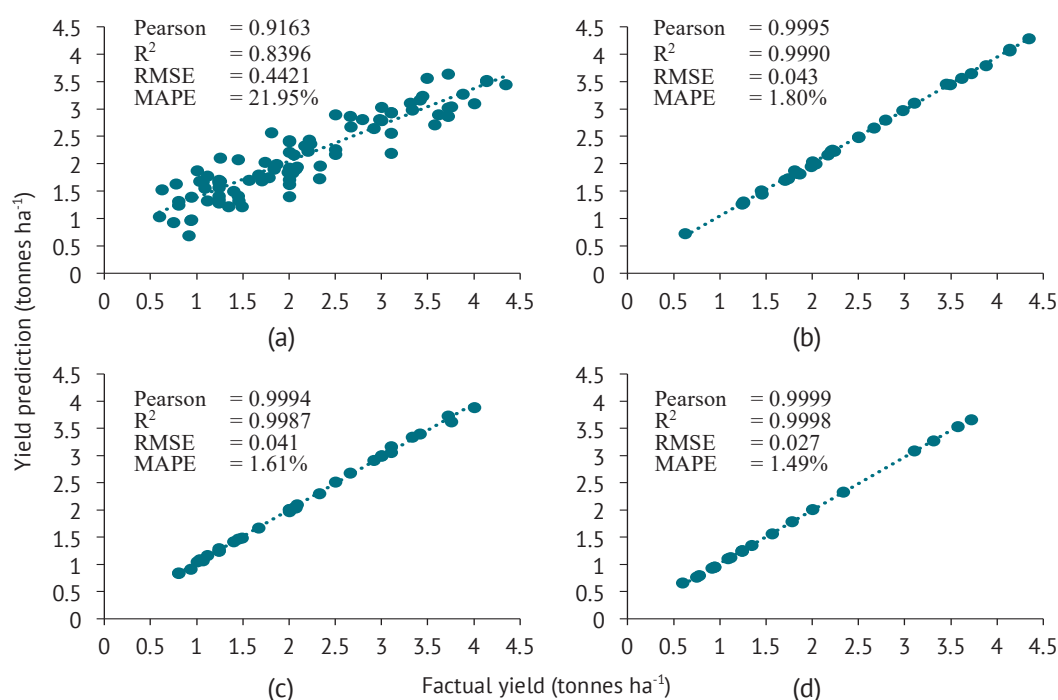 Yield prediction (tonnes ha⁻¹)
4.5
4
3.5
3
2.5
2
1.5
1
0.5
0
Pearson = 0.9163
R² = 0.8396
RMSE = 0.4421
MAPE = 21.95%
0 0.5 1 1.5 2 2.5 3 3.5 4 4.5
(a)
4.5
4
3.5
3
2.5
2
1.5
1
0.5
0
Pearson = 0.9995
R² = 0.9990
RMSE = 0.043
MAPE = 1.80%
0 0.5 1 1.5 2 2.5 3 3.5 4 4.5
(b)
4.5
4
3.5
3
2.5
2
1.5
1
0.5
0
Pearson = 0.9994
R² = 0.9987
RMSE = 0.041
MAPE = 1.61%
0 0.5 1 1.5 2 2.5 3 3.5 4 4.5
(c)
4.5
4
3.5
3
2.5
2
1.5
1
0.5
0
Pearson = 0.9999
R² = 0.9998
RMSE = 0.027
MAPE = 1.49%
0 0.5 1 1.5 2 2.5 3 3.5 4 4.5
(d)
Factual yield (tonnes ha⁻¹)